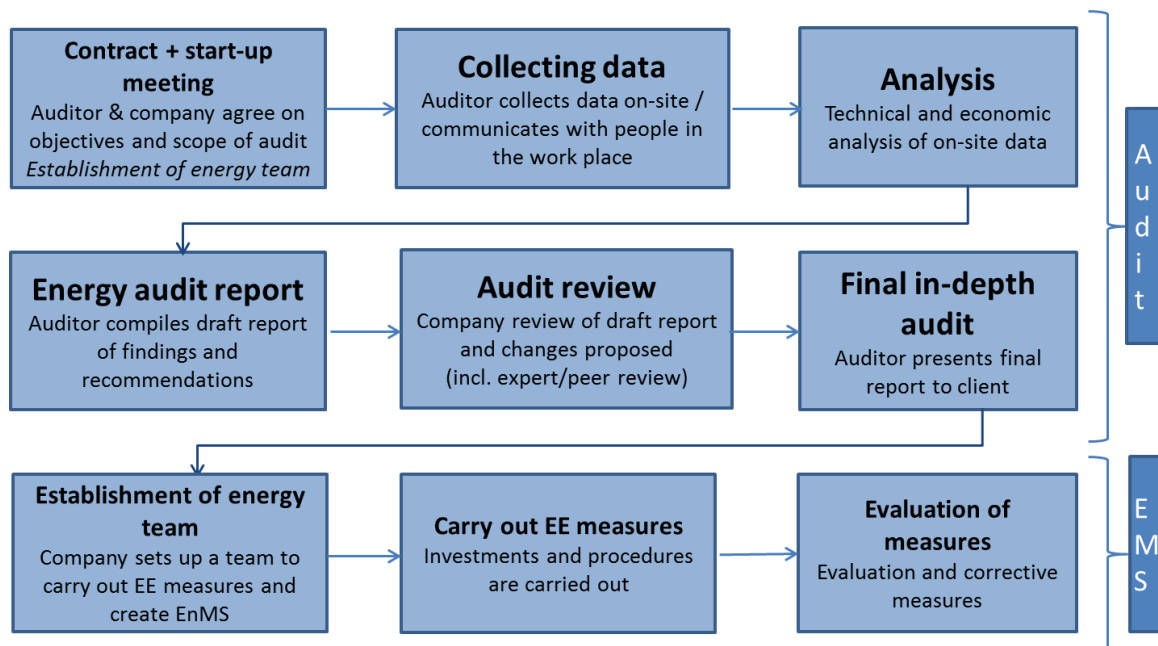 Contract + start-up
meeting
Auditor & company agree on
objectives and scope of audit
Establishment of energy team
Collecting data
Auditor collects data on-site /
communicates with people in
the work place
Analysis
Technical and economic
analysis of on-site data
Energy audit report
Auditor compiles draft report
of findings and
recommendations
Audit review
Company review of draft report
and changes proposed
(incl. expert/peer review)
Final in-depth
audit
Auditor presents final
report to client
Audit
Establishment of energy
team
Company sets up a team to
carry out EE measures and
create EnMS
Carry out EE measures
Investments and procedures
are carried out
Evaluation of
measures
Evaluation and corrective
measures
EMS